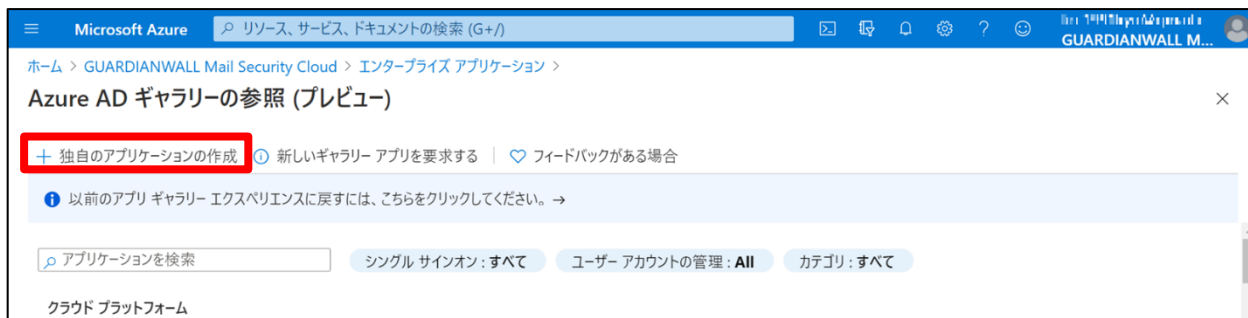 Microsoft Azure
リソース、サービス、ドキュメントの検索 (G+/)
GUARDIANWALL M...
ホーム > GUARDIANWALL Mail Security Cloud > エンタープライズ アプリケーション >
Azure AD ギャラリーの参照 (プレビュー)
+ 独自のアプリケーションの作成 新しいギャラリー アプリを要求する フィードバックがある場合
以前のアプリ ギャラリー エクスペリエンスに戻すには、こちらをクリックしてください。 →
アプリケーションを検索 シングル サインオン : すべて ユーザー アカウントの管理 : All カテゴリ : すべて
クラウド プラットフォーム